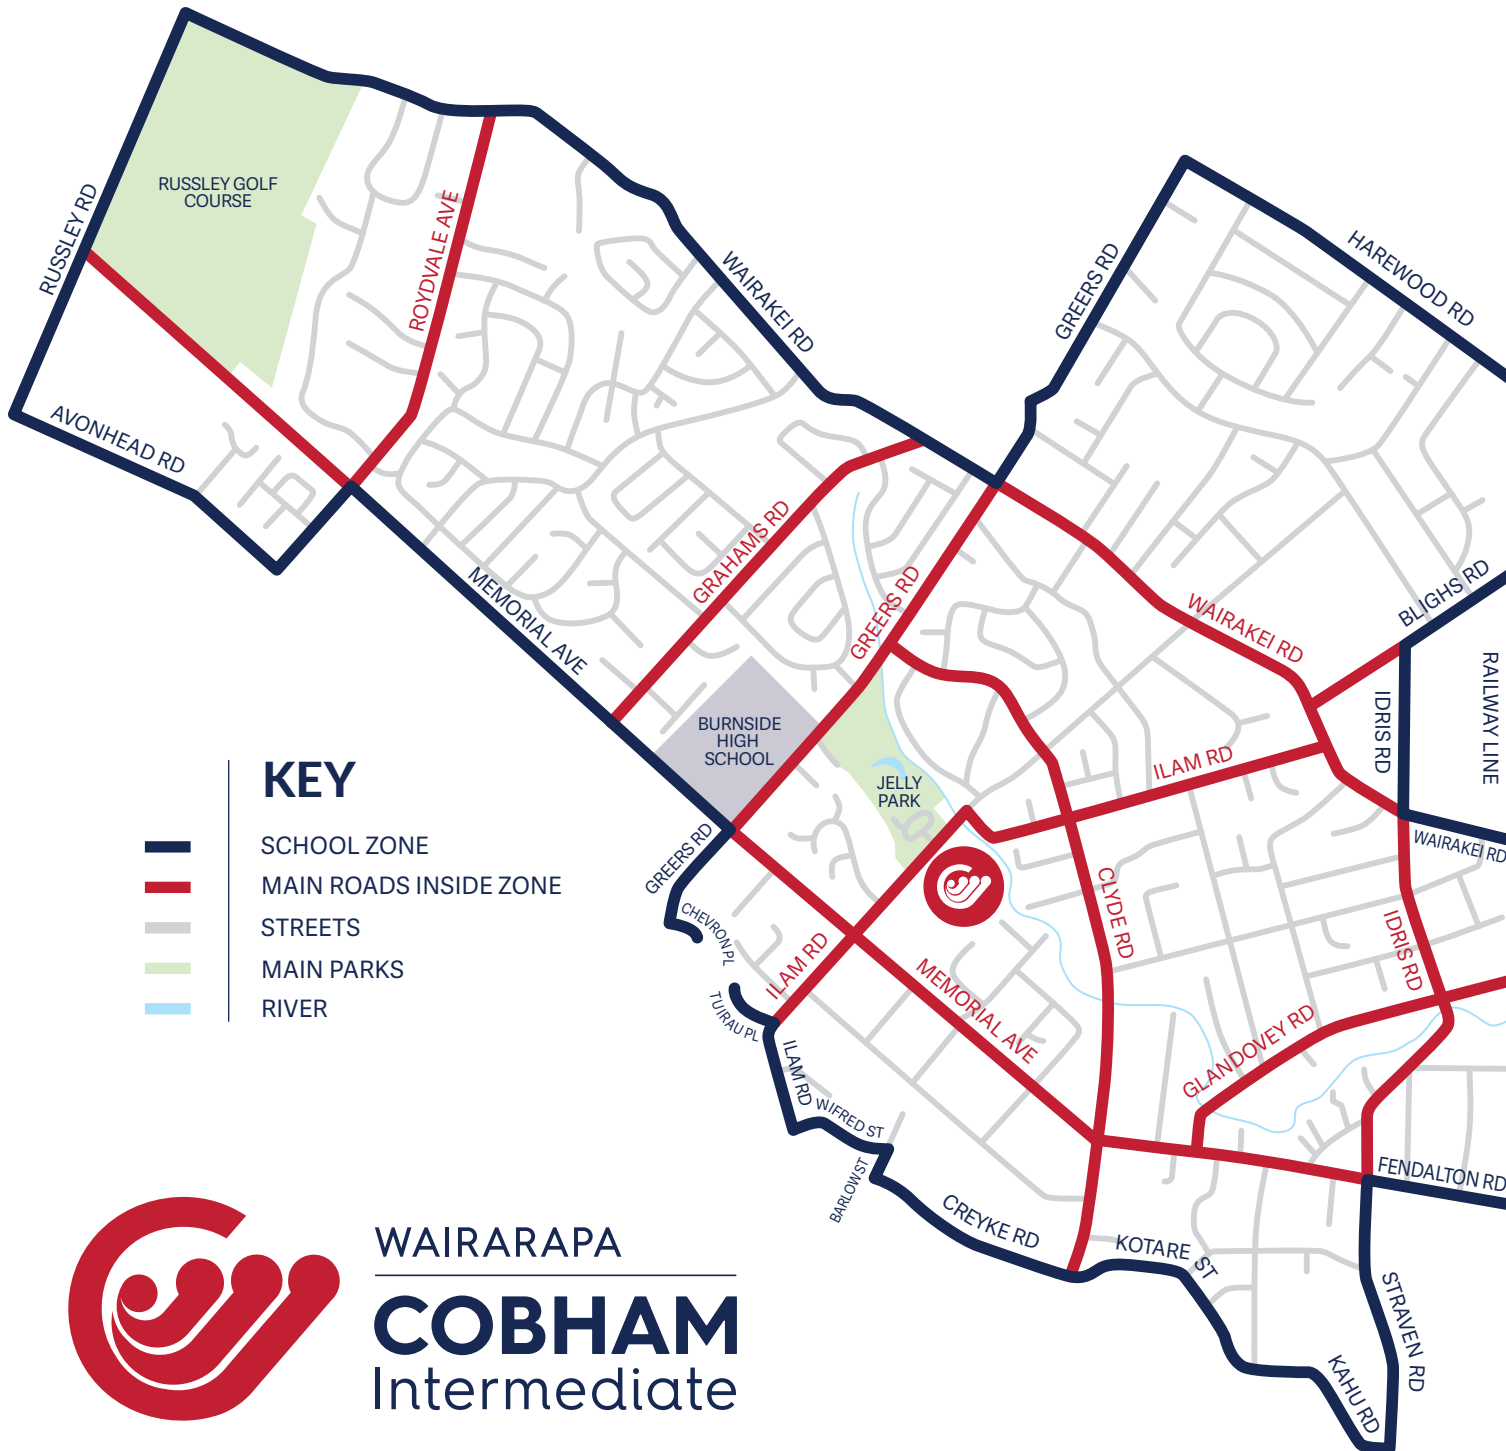 RUSSLEY GOLF
COURSE
RUSSLEY RD
ROYDVALE AVE
WAIRAKEI RD
GREERS RD
HAREWOOD RD
AVONHEAD RD
MEMORIAL AVE
GRAHAMS RD
GREERS RD
WAIRAKEI RD
BLIGHS RD
IDRIS RD
RAILWAY LINE
BURNSIDE
HIGH
SCHOOL
JELLY
PARK
ILAM RD
WAIRAKEI RD
GREERS RD
CHEVRON PL
TUIRAU PL
ILAM RD
CLYDE RD
IDRIS RD
MEMORIAL AVE
GLANDOVEY RD
ILAM RD
WIFRED ST
BARLOW ST
CREYKE RD
KOTARE ST
FENDALTON RD
STRAVEN RD
KAHU RD
KEY
SCHOOL ZONE
MAIN ROADS INSIDE ZONE
STREETS
MAIN PARKS
RIVER
WAIRARAPA
COBHAM
Intermediate